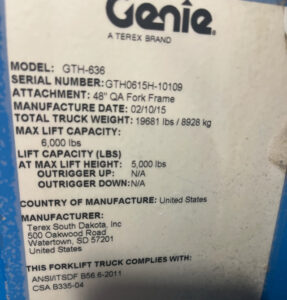 Genie
A TEREX BRAND
MODEL: GTH-636
SERIAL NUMBER: GTH0615H-10109
ATTACHMENT: 48" QA Fork Frame
MANUFACTURE DATE: 02/10/15
TOTAL TRUCK WEIGHT: 19681 lbs / 8928 kg
MAX LIFT CAPACITY:
6,000 lbs
LIFT CAPACITY (LBS)
AT MAX LIFT HEIGHT: 5,000 lbs
OUTRIGGER UP: N/A
OUTRIGGER DOWN: N/A
COUNTRY OF MANUFACTURE: United States
MANUFACTURER:
Terex South Dakota, Inc
500 Oakwood Road
Watertown, SD 57201
United States
THIS FORKLIFT TRUCK COMPLIES WITH:
ANSI/ITSDF B56.6-2011
CSA B335-04